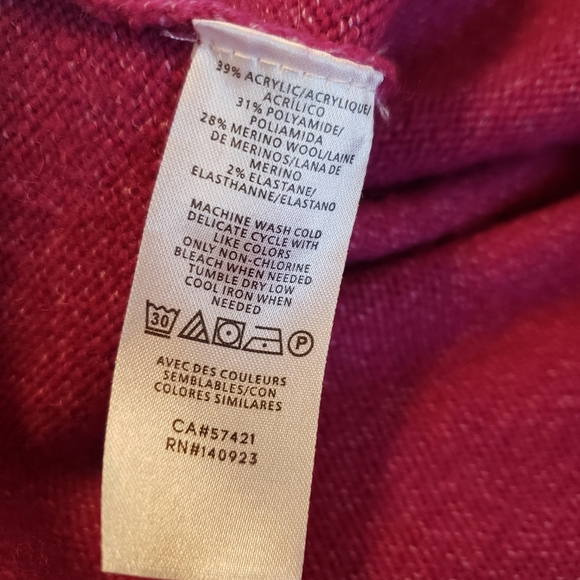 39% ACRYLIC/ACRYLIQUE/
ACRÍLICO
31% POLYAMIDE/
POLIAMIDA
28% MERINO WOOL/LAINE
DE MERINOS/LANA DE
MERINO
2% ELASTANE/
ELASTHANNE/ELASTANO
MACHINE WASH COLD
DELICATE CYCLE WITH
LIKE COLORS
ONLY NON-CHLORINE
BLEACH WHEN NEEDED
TUMBLE DRY LOW
COOL IRON WHEN
NEEDED
30 P
AVEC DES COULEURS
SEMBLABLES/CON
COLORES SIMILARES
CA#57421
RN#140923